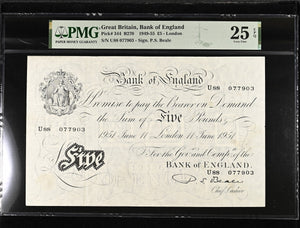 PMG
PAPER MONEY GUARANTY
Great Britain, Bank of England
Pick# 344 B270 1949-55 £5 - London
S/N U88 077903 - Sign. P.S. Beale
25 EPQ
Very Fine
Bank of England
U88 077903
I Promise to pay the Bearer on Demand
the Sum of Five Pounds
1951 June 11 London 11 June 1951
For the Gov.r and Comp.a of the
BANK OF ENGLAND.
Five
U88 077903
P S Beale
Chief Cashier